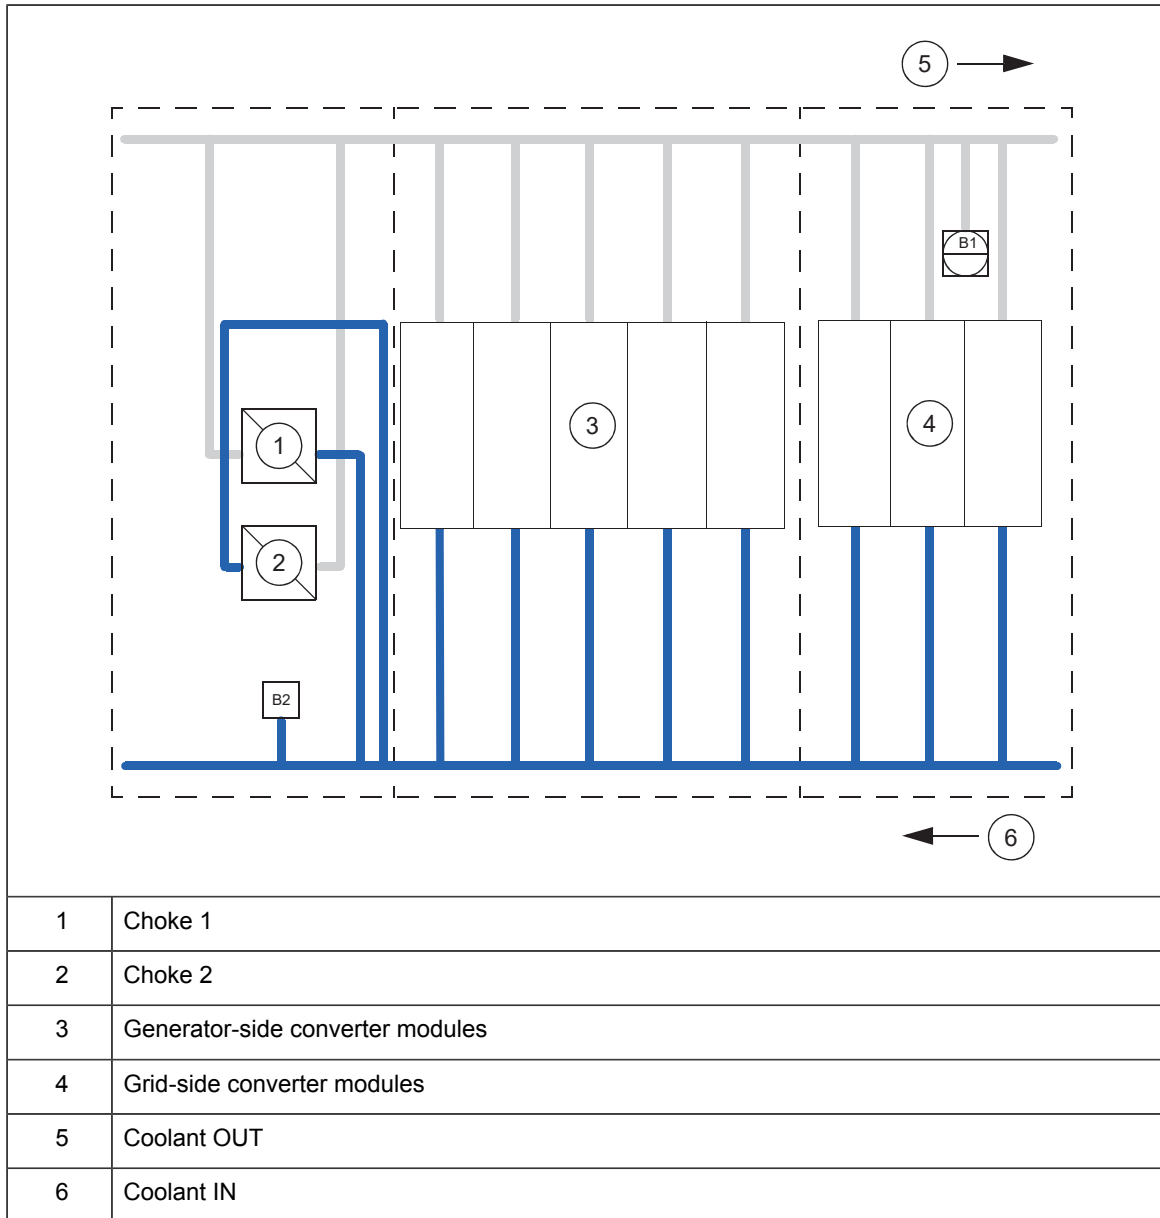 5
B1
1
3
4
2
B2
6
1 Choke 1
2 Choke 2
3 Generator-side converter modules
4 Grid-side converter modules
5 Coolant OUT
6 Coolant IN